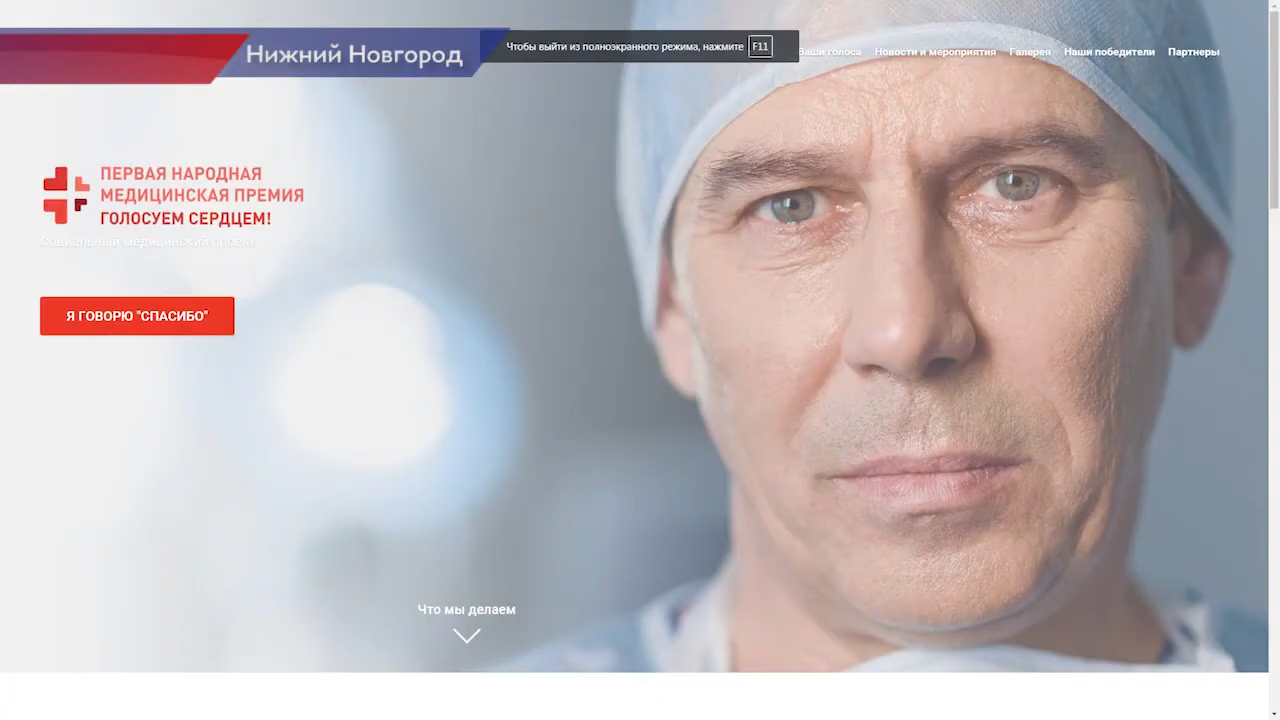 Нижний Новгород
Чтобы выйти из полноэкранного режима, нажмите F11
Ваши голоса Новости и мероприятия Галерея Наши победители Партнеры
ПЕРВАЯ НАРОДНАЯ
МЕДИЦИНСКАЯ ПРЕМИЯ
ГОЛОСУЕМ СЕРДЦЕМ!
Социальный медицинский проект
Я ГОВОРЮ "СПАСИБО"
Что мы делаем